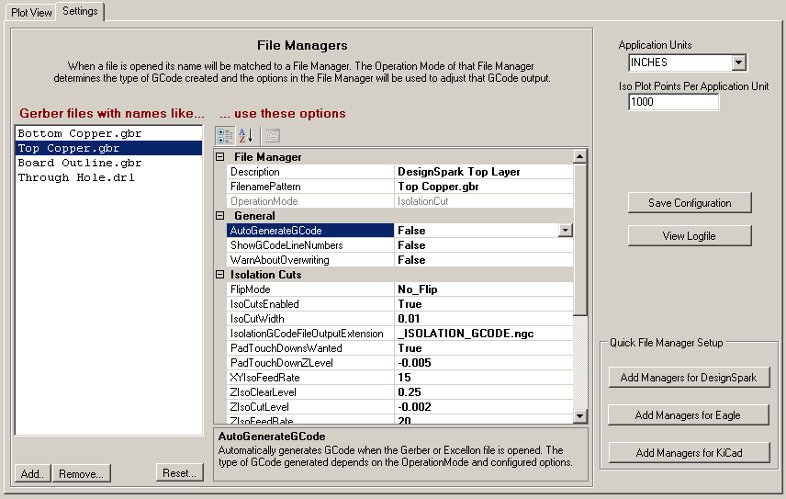 Plot View
Settings
File Managers
When a file is opened its name will be matched to a File Manager. The Operation Mode of that File Manager
determines the type of GCode created and the options in the File Manager will be used to adjust that GCode output.
Gerber files with names like...
... use these options
Bottom Copper.gbr
Top Copper.gbr
Board Outline.gbr
Through Hole.drl
File Manager
Description DesignSpark Top Layer
FilenamePattern Top Copper.gbr
OperationMode IsolationCut
General
AutoGenerateGCode False
ShowGCodeLineNumbers False
WarnAboutOverwriting False
Isolation Cuts
FlipMode No_Flip
IsoCutsEnabled True
IsoCutWidth 0.01
IsolationGCodeFileOutputExtension _ISOLATION_GCODE.ngc
PadTouchDownsWanted True
PadTouchDownZLevel -0.005
XYIsoFeedRate 15
ZIsoClearLevel 0.25
ZIsoCutLevel -0.002
ZIsoFeedRate 20
AutoGenerateGCode
Automatically generates GCode when the Gerber or Excellon file is opened. The
type of GCode generated depends on the OperationMode and configured options.
Add..
Remove...
Reset...
Application Units
INCHES
Iso Plot Points Per Application Unit
1000
Save Configuration
View Logfile
Quick File Manager Setup
Add Managers for DesignSpark
Add Managers for Eagle
Add Managers for KiCad